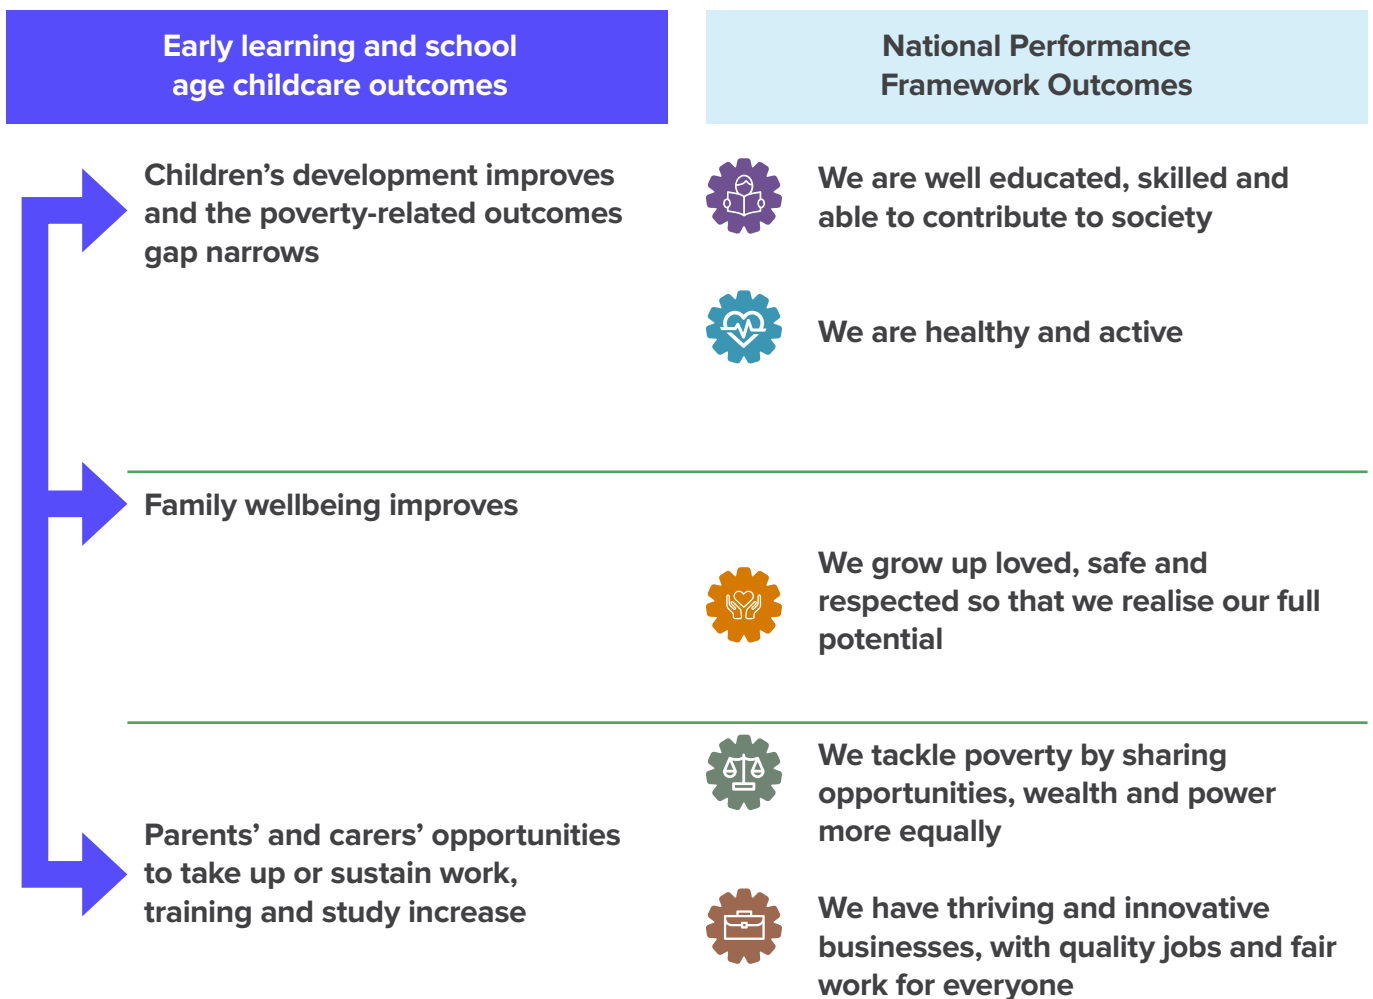 Early learning and school
age childcare outcomes
National Performance
Framework Outcomes
Children’s development improves
and the poverty-related outcomes
gap narrows
We are well educated, skilled and
able to contribute to society
We are healthy and active
Family wellbeing improves
We grow up loved, safe and
respected so that we realise our full
potential
Parents’ and carers’ opportunities
to take up or sustain work,
training and study increase
We tackle poverty by sharing
opportunities, wealth and power
more equally
We have thriving and innovative
businesses, with quality jobs and fair
work for everyone